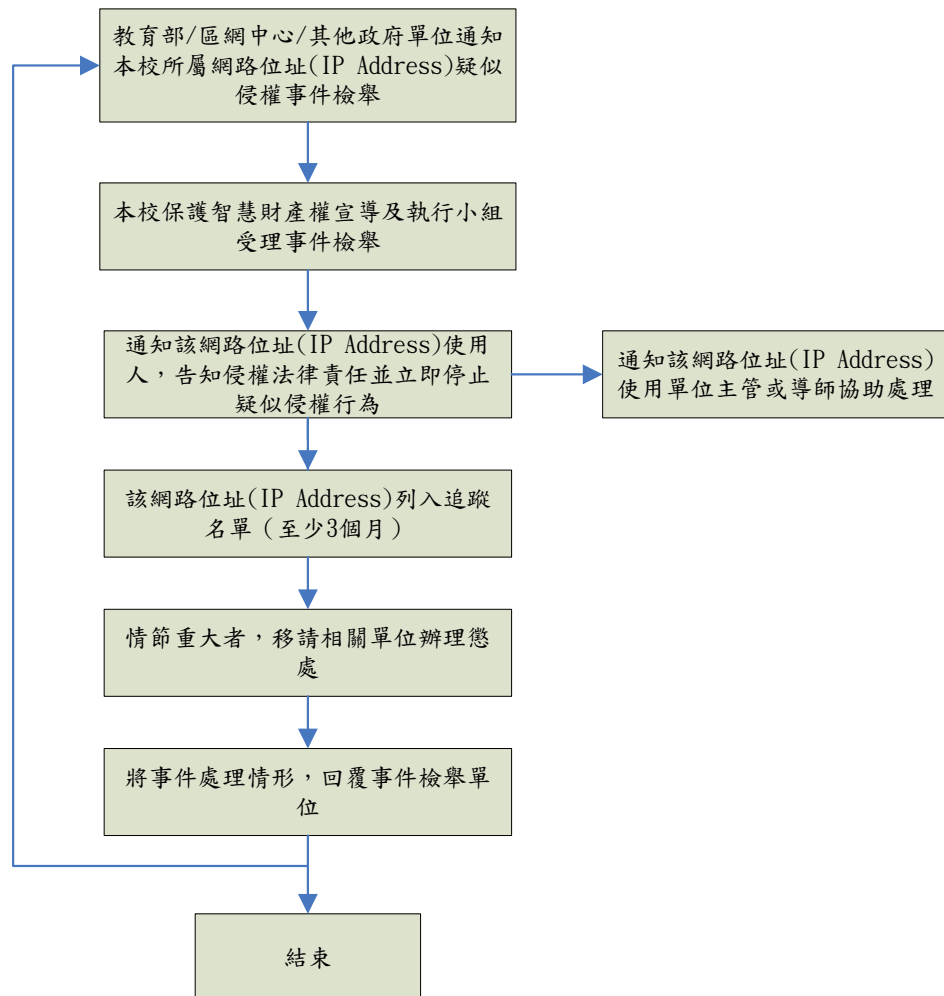 教育部/區網中心/其他政府單位通知
本校所屬網路位址(IP Address)疑似
侵權事件檢舉
本校保護智慧財產權宣導及執行小組
受理事件檢舉
通知該網路位址(IP Address)使用
人，告知侵權法律責任並立即停止
疑似侵權行為
通知該網路位址(IP Address)
使用單位主管或導師協助處理
該網路位址(IP Address)列入追蹤
名單（至少3個月）
情節重大者，移請相關單位辦理懲
處
將事件處理情形，回覆事件檢舉單
位
結束